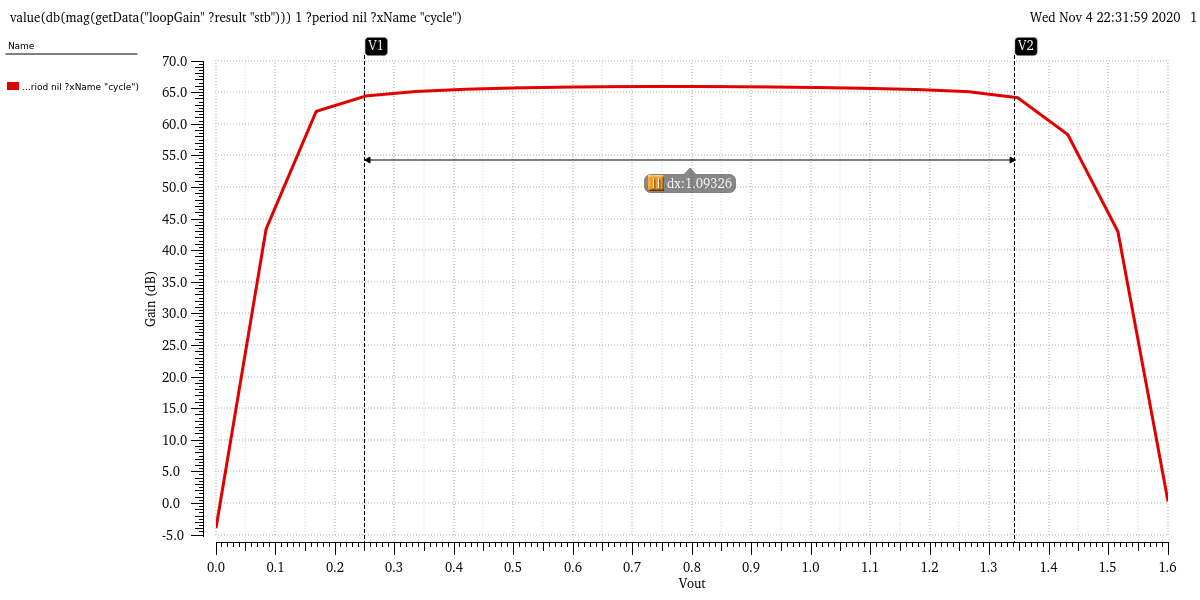 value(db(mag(getData("loopGain" ?result "stb"))) 1 ?period nil ?xName "cycle")
Wed Nov 4 22:31:59 2020 1
Name
...riod nil ?xName "cycle")
V1
V2
70.0
65.0
60.0
55.0
50.0
45.0
40.0
35.0
30.0
25.0
20.0
15.0
10.0
5.0
0.0
-5.0
Gain (dB)
dx:1.09326
0.0 0.1 0.2 0.3 0.4 0.5 0.6 0.7 0.8 0.9 1.0 1.1 1.2 1.3 1.4 1.5 1.6
Vout